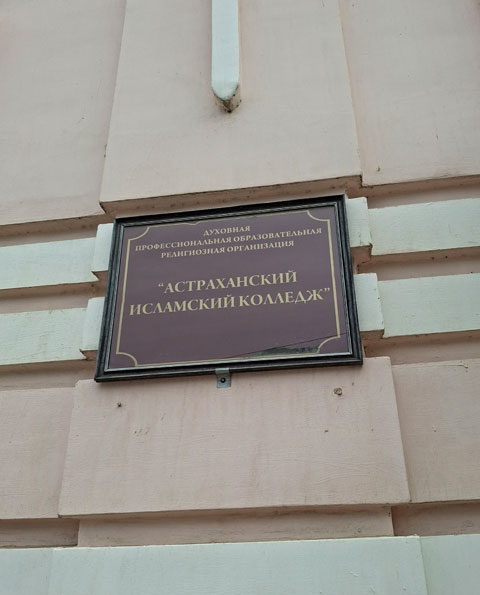 ДУХОВНАЯ
ПРОФЕССИОНАЛЬНАЯ ОБРАЗОВАТЕЛЬНАЯ
РЕЛИГИОЗНАЯ ОРГАНИЗАЦИЯ
“АСТРАХАНСКИЙ
ИСЛАМСКИЙ КОЛЛЕДЖ”